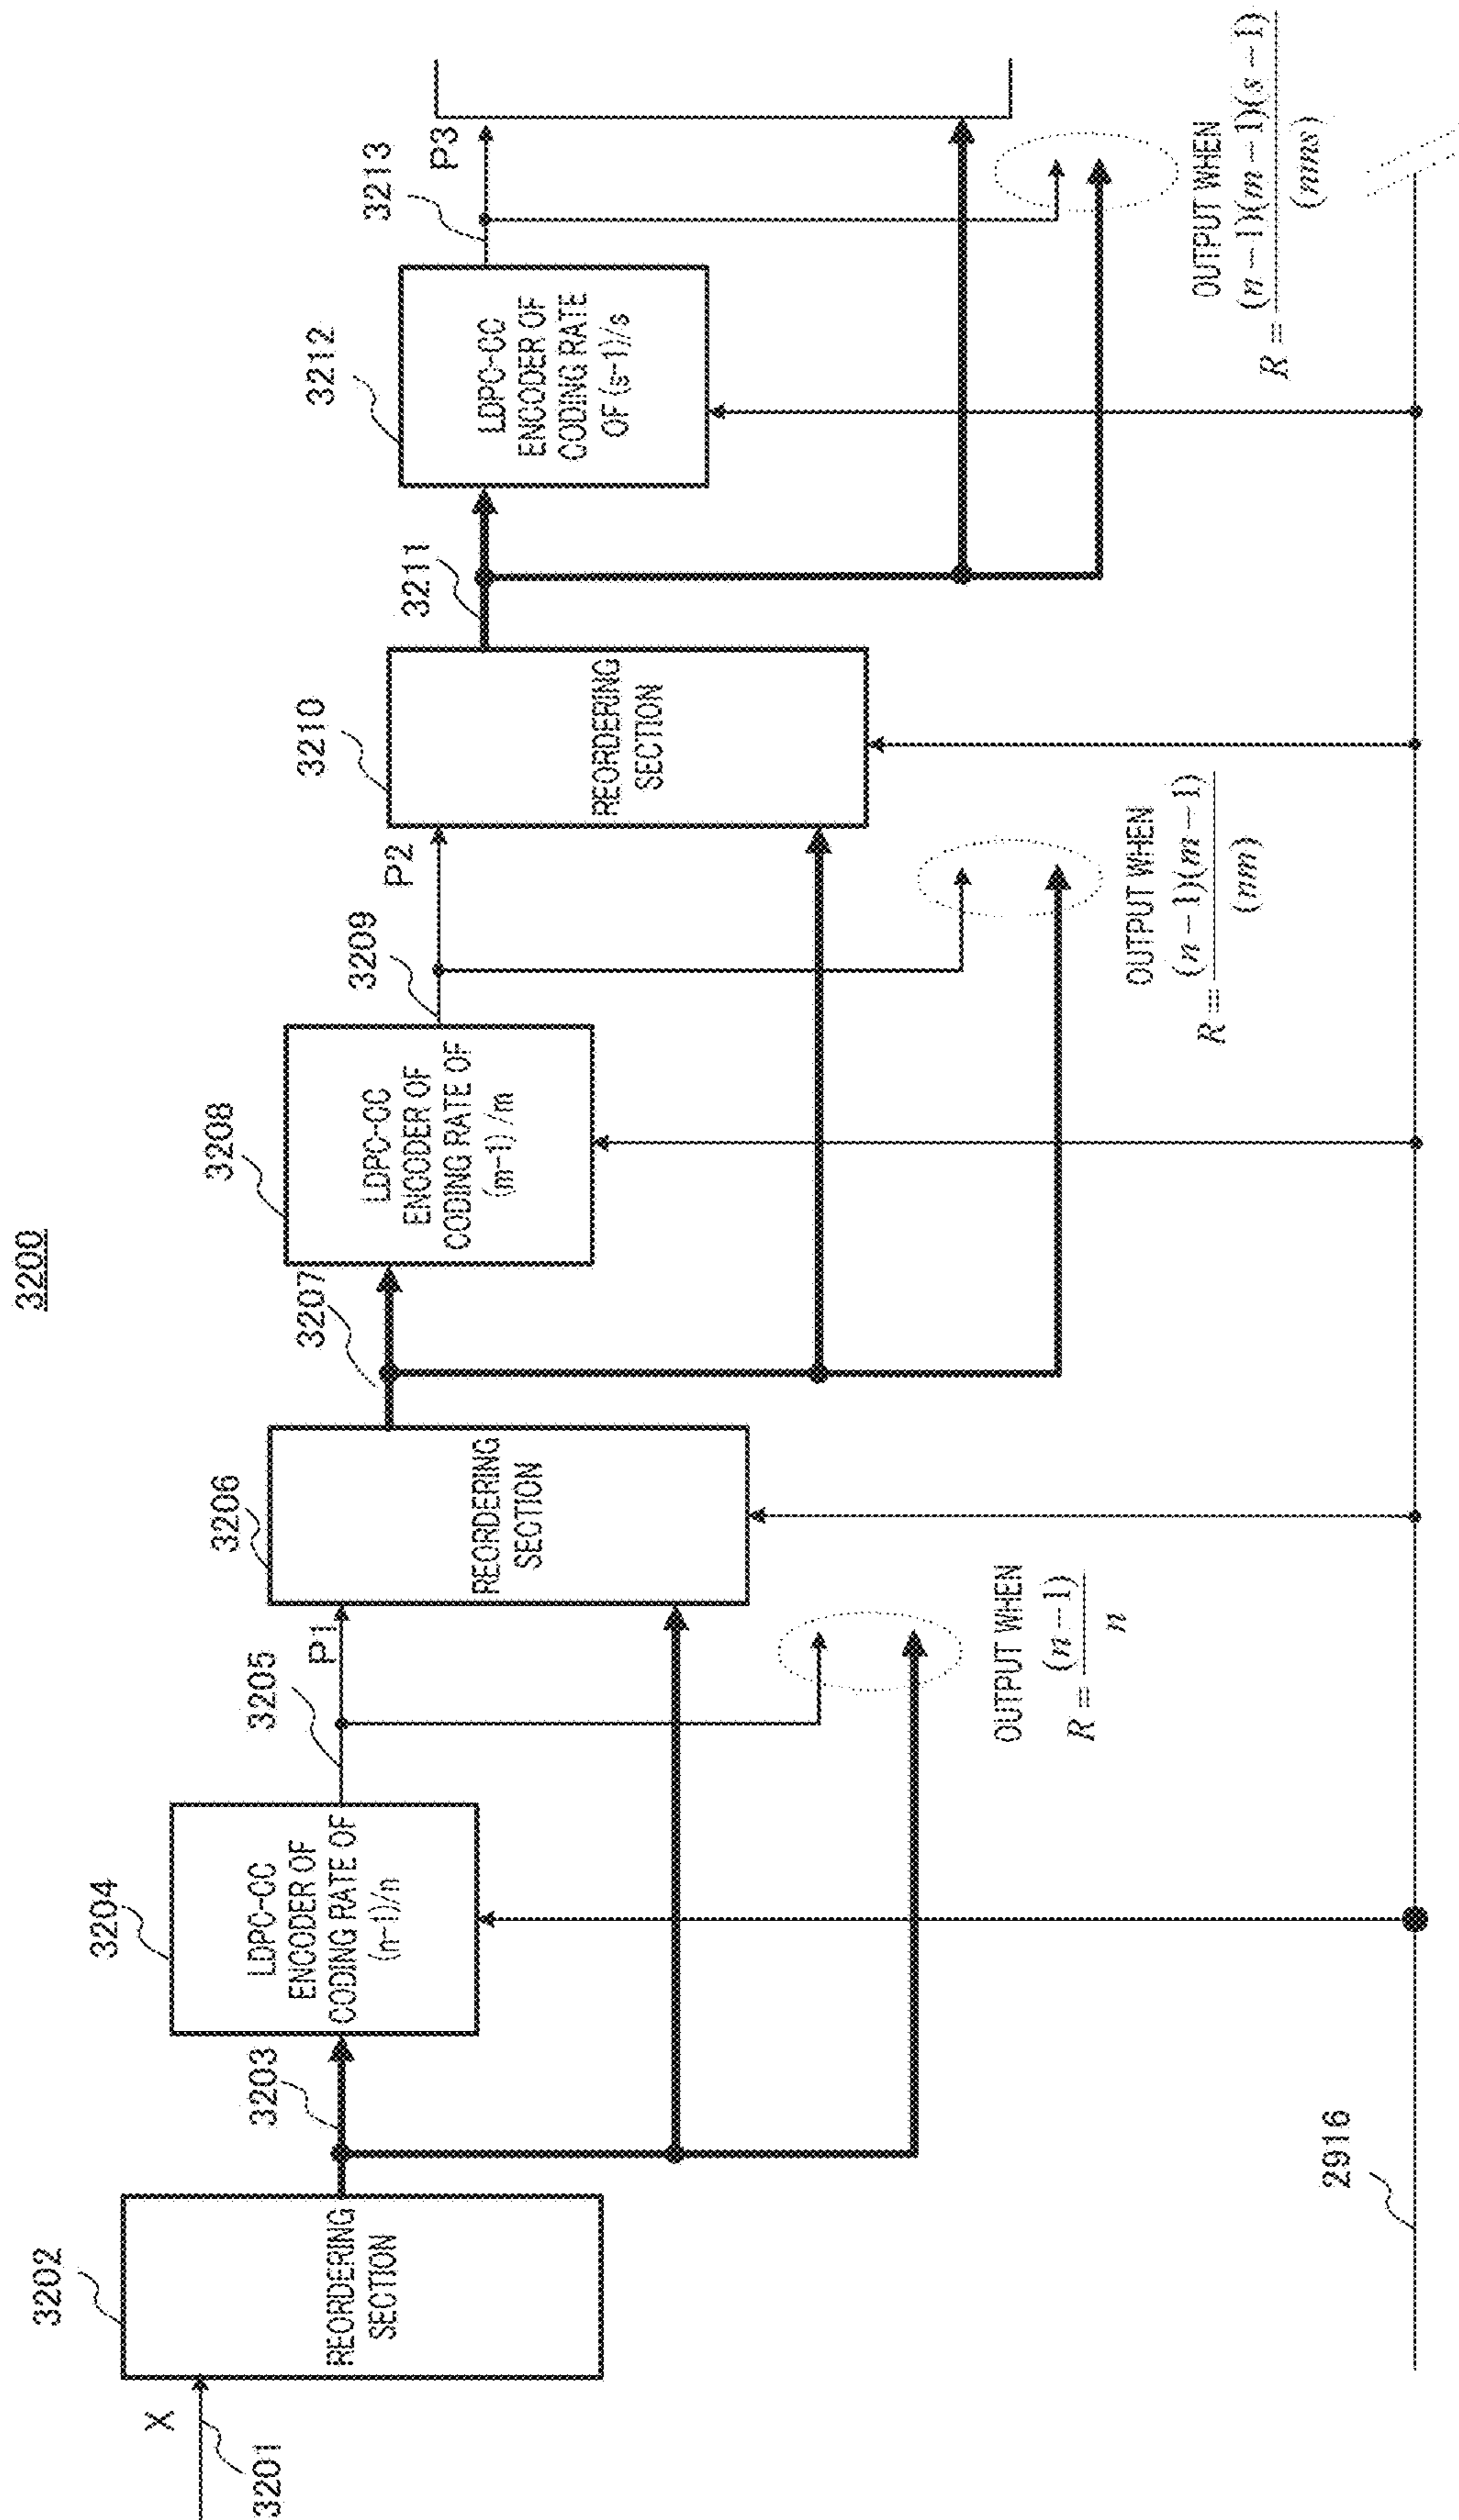 3200
3201
X
3202
REORDERING
SECTION
3203
3204
LDPC-CC
ENCODER OF
CODING RATE OF
(n-1)/n
3205
P1
OUTPUT WHEN
R = (n-1)/n
3206
REORDERING
SECTION
3207
3208
LDPC-CC
ENCODER OF
CODING RATE OF
(m-1)/m
3209
P2
OUTPUT WHEN
R = (n-1)(m-1)/(nm)
3210
REORDERING
SECTION
3211
3212
LDPC-CC
ENCODER OF
CODING RATE
OF (s-1)/s
3213
P3
OUTPUT WHEN
R = (n-1)(m-1)(s-1)/(nms)
2916